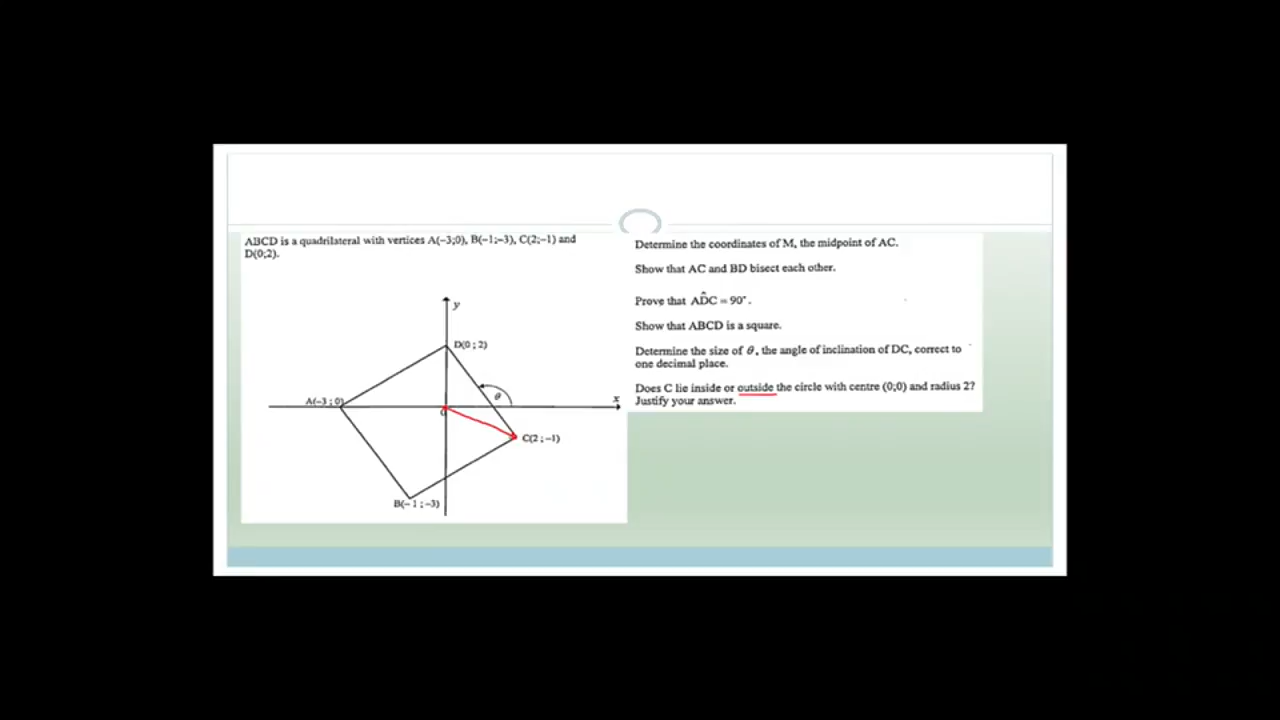 ABCD is a quadrilateral with vertices A(−3;0), B(−1;−3), C(2;−1) and
D(0;2).
y
D(0 ; 2)
θ
A(−3 ; 0)
x
0
C(2 ; −1)
B(− 1 ; −3)
Determine the coordinates of M, the midpoint of AC.
Show that AC and BD bisect each other.
Prove that AD̂C = 90°.
Show that ABCD is a square.
Determine the size of θ, the angle of inclination of DC, correct to
one decimal place.
Does C lie inside or outside the circle with centre (0;0) and radius 2?
Justify your answer.